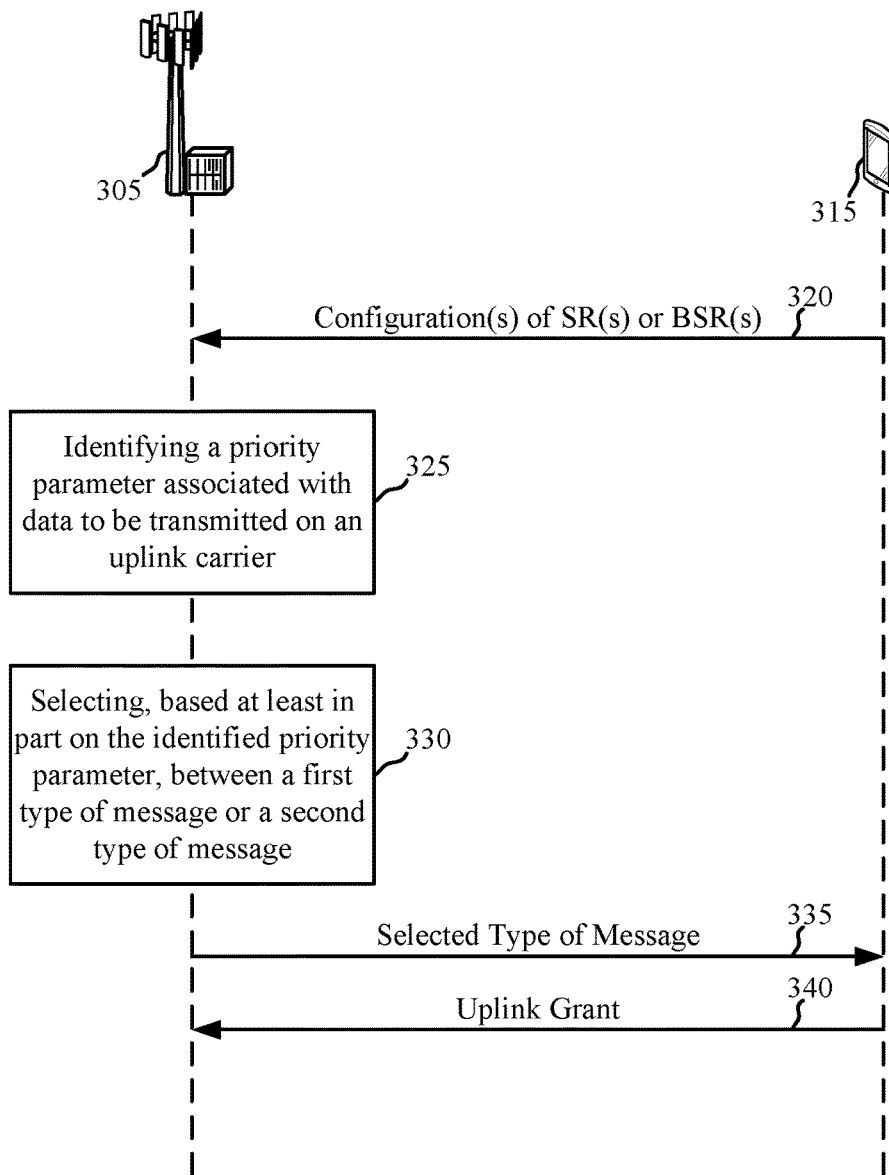 305
315
320
Configuration(s) of SR(s) or BSR(s)
Identifying a priority
parameter associated with
data to be transmitted on an
uplink carrier
325
Selecting, based at least in
part on the identified priority
parameter, between a first
type of message or a second
type of message
330
335
Selected Type of Message
340
Uplink Grant